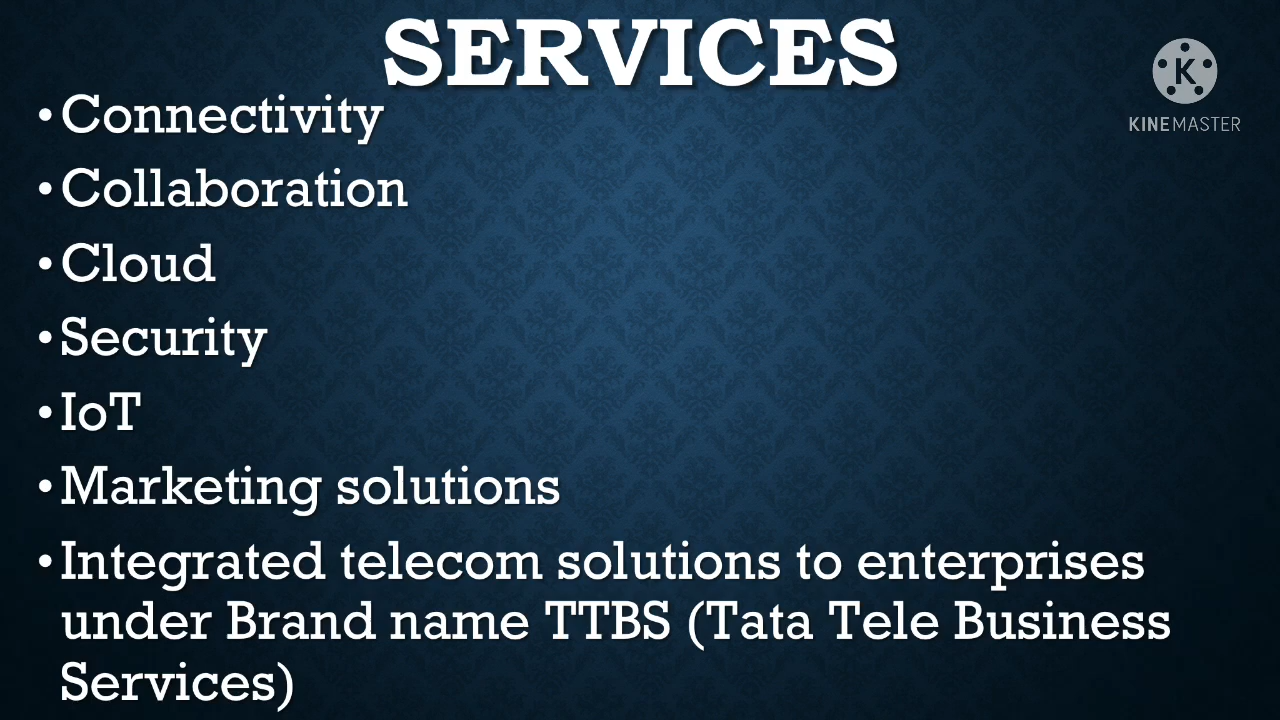 SERVICES
• Connectivity
• Collaboration
• Cloud
• Security
• IoT
• Marketing solutions
• Integrated telecom solutions to enterprises
under Brand name TTBS (Tata Tele Business
Services)
K
KINEMASTER